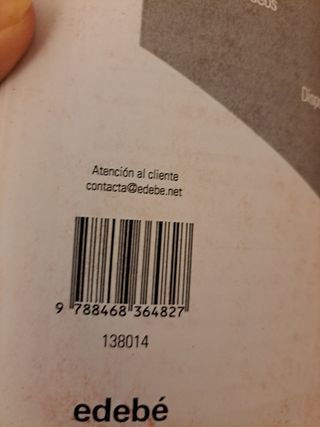 Atención al cliente
contacta@edebe.net
9 788468 364827
138014
edebé